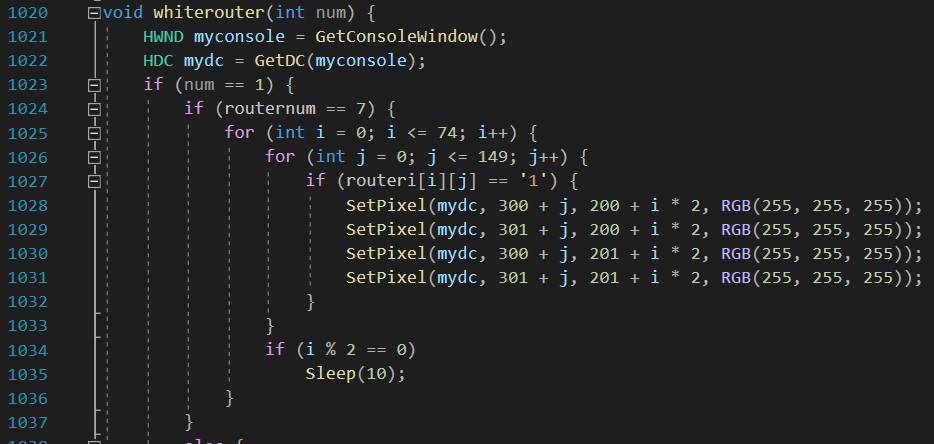 1020 void whiterouter(int num) {
1021 HWND myconsole = GetConsoleWindow();
1022 HDC mydc = GetDC(myconsole);
1023 if (num == 1) {
1024 if (routernum == 7) {
1025 for (int i = 0; i <= 74; i++) {
1026 for (int j = 0; j <= 149; j++) {
1027 if (routeri[i][j] == '1') {
1028 SetPixel(mydc, 300 + j, 200 + i * 2, RGB(255, 255, 255));
1029 SetPixel(mydc, 301 + j, 200 + i * 2, RGB(255, 255, 255));
1030 SetPixel(mydc, 300 + j, 201 + i * 2, RGB(255, 255, 255));
1031 SetPixel(mydc, 301 + j, 201 + i * 2, RGB(255, 255, 255));
1032 }
1033 }
1034 if (i % 2 == 0)
1035 Sleep(10);
1036 }
1037 }
1038 else {